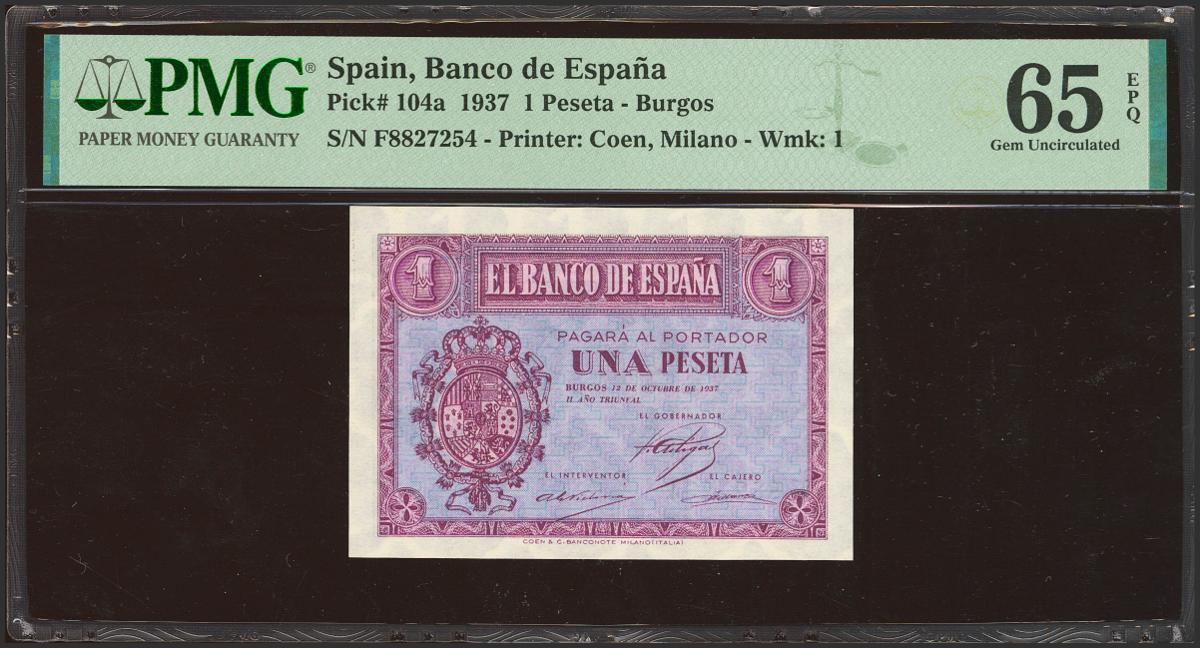 PMG®
PAPER MONEY GUARANTY
Spain, Banco de España
Pick# 104a 1937 1 Peseta - Burgos
S/N F8827254 - Printer: Coen, Milano - Wmk: 1
65
EPQ
Gem Uncirculated
1
EL BANCO DE ESPAÑA
1
PAGARÁ AL PORTADOR
UNA PESETA
BURGOS 12 DE OCTUBRE DE 1937
II AÑO TRIUNFAL
EL GOBERNADOR
EL INTERVENTOR
EL CAJERO
COEN & C. BANCONOTE MILANO (ITALIA)